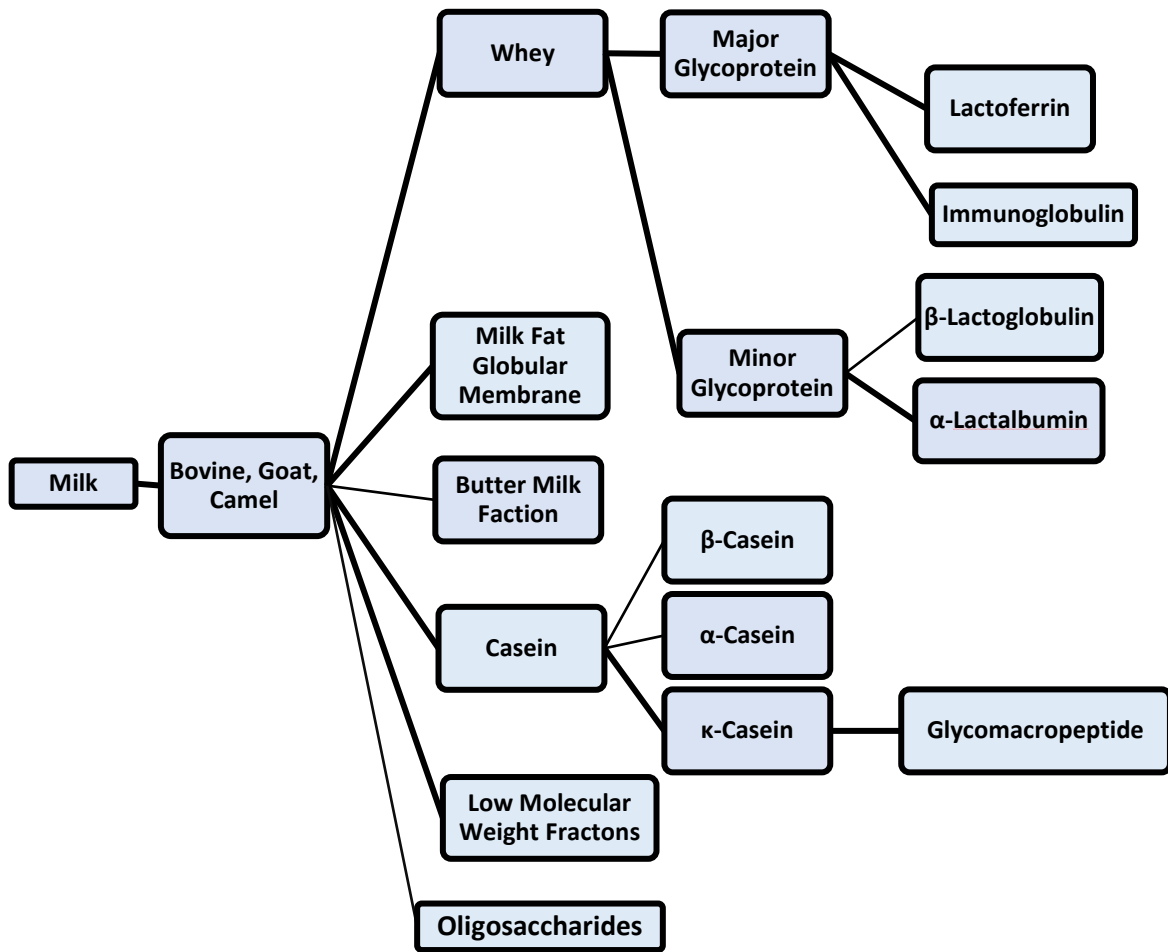 Whey
Major
Glycoprotein
Lactoferrin
Immunoglobulin
β-Lactoglobulin
Milk Fat
Globular
Membrane
Minor
Glycoprotein
α-Lactalbumin
Milk
Bovine, Goat,
Camel
Butter Milk
Faction
β-Casein
Casein
α-Casein
κ-Casein
Glycomacropeptide
Low Molecular
Weight Fractons
Oligosaccharides